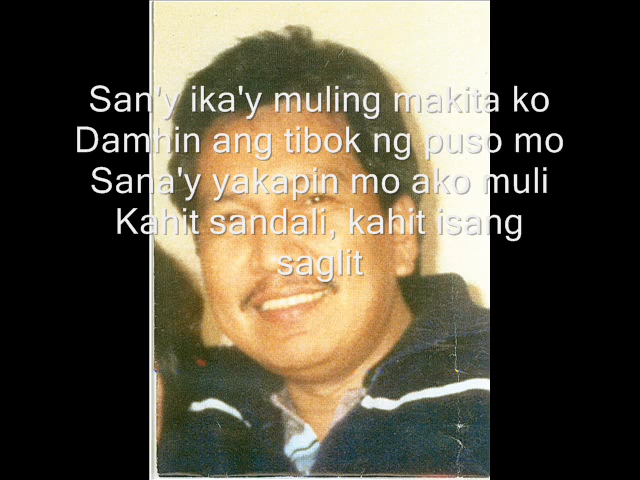 San'y ika'y muling makita ko
Damhin ang tibok ng puso mo
Sana'y yakapin mo ako muli
Kahit sandali, kahit isang
saglit